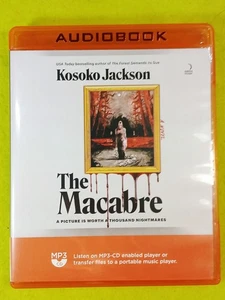 AUDIOBOOK
USA Today bestselling author of The Forest Demands Its Due
Kosoko Jackson
The
Macabre
A PICTURE IS WORTH A THOUSAND NIGHTMARES
MP3
Listen on MP3-CD enabled player or
transfer files to a portable music player.